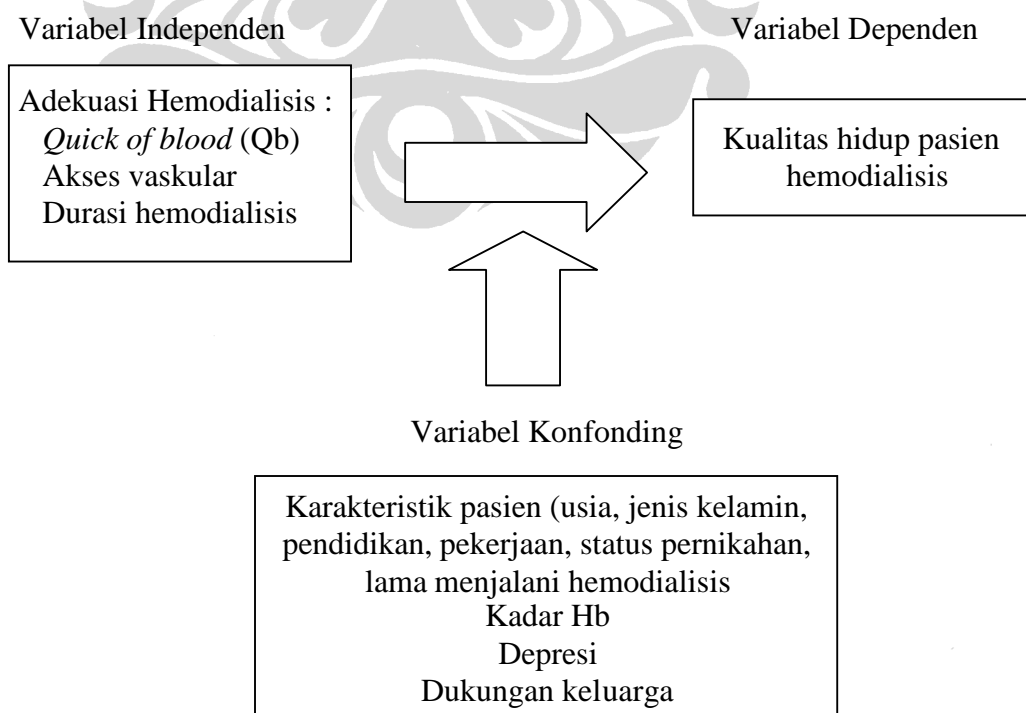 Variabel Independen
Variabel Dependen
Adekuasi Hemodialisis :
Quick of blood (Qb)
Akses vaskular
Durasi hemodialisis
Kualitas hidup pasien
hemodialisis
Variabel Konfonding
Karakteristik pasien (usia, jenis kelamin,
pendidikan, pekerjaan, status pernikahan,
lama menjalani hemodialisis
Kadar Hb
Depresi
Dukungan keluarga